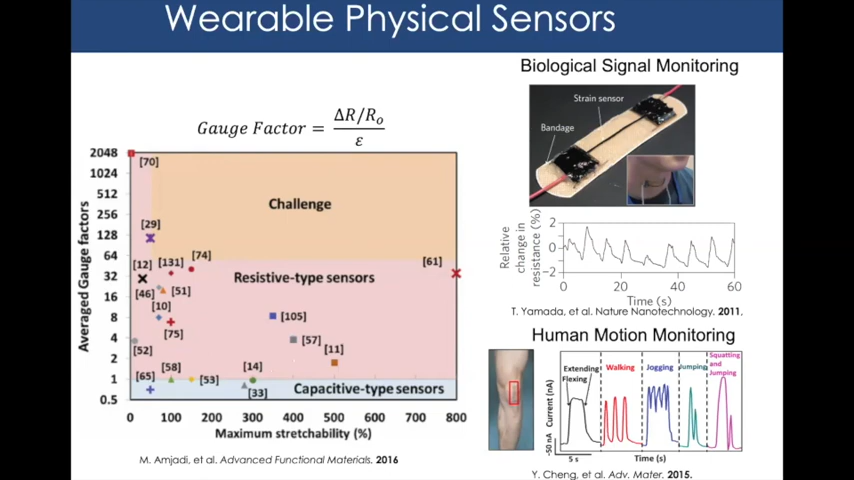 Wearable Physical Sensors
Gauge Factor = ΔR/Ro / ε
2048
1024
512
256
128
64
32
16
8
4
2
1
0.5
Averaged Gauge factors
[70]
Challenge
[29]
[12]
[131]
[74]
[61]
Resistive-type sensors
[46]
[51]
[10]
[75]
[105]
[52]
[57]
[11]
[65]
[58]
[53]
[14]
[33]
Capacitive-type sensors
0 100 200 300 400 500 600 700 800
Maximum stretchability (%)
M. Amjadi, et al. Advanced Functional Materials. 2016
Biological Signal Monitoring
Strain sensor
Bandage
Relative
change in
resistance (%)
2
0
-2
0 20 40 60
Time (s)
T. Yamada, et al. Nature Nanotechnology. 2011.
Human Motion Monitoring
Extending
Flexing
Walking
Jogging
Jumping
Squatting
and
Jumping
Current (nA)
-50 nA
5 s
Time (s)
Y. Cheng, et al. Adv. Mater. 2015.